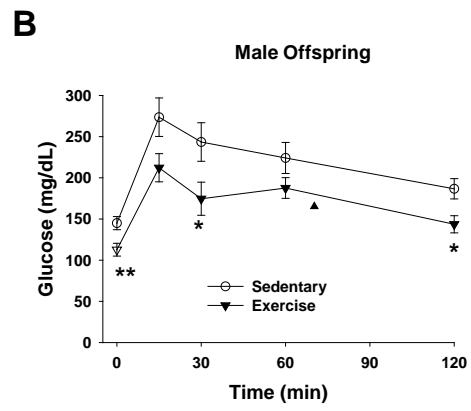 B
Male Offspring
Glucose (mg/dL)
300
250
200
150
100
50
0
**
*
*
Sedentary
Exercise
0 30 60 90 120
Time (min)